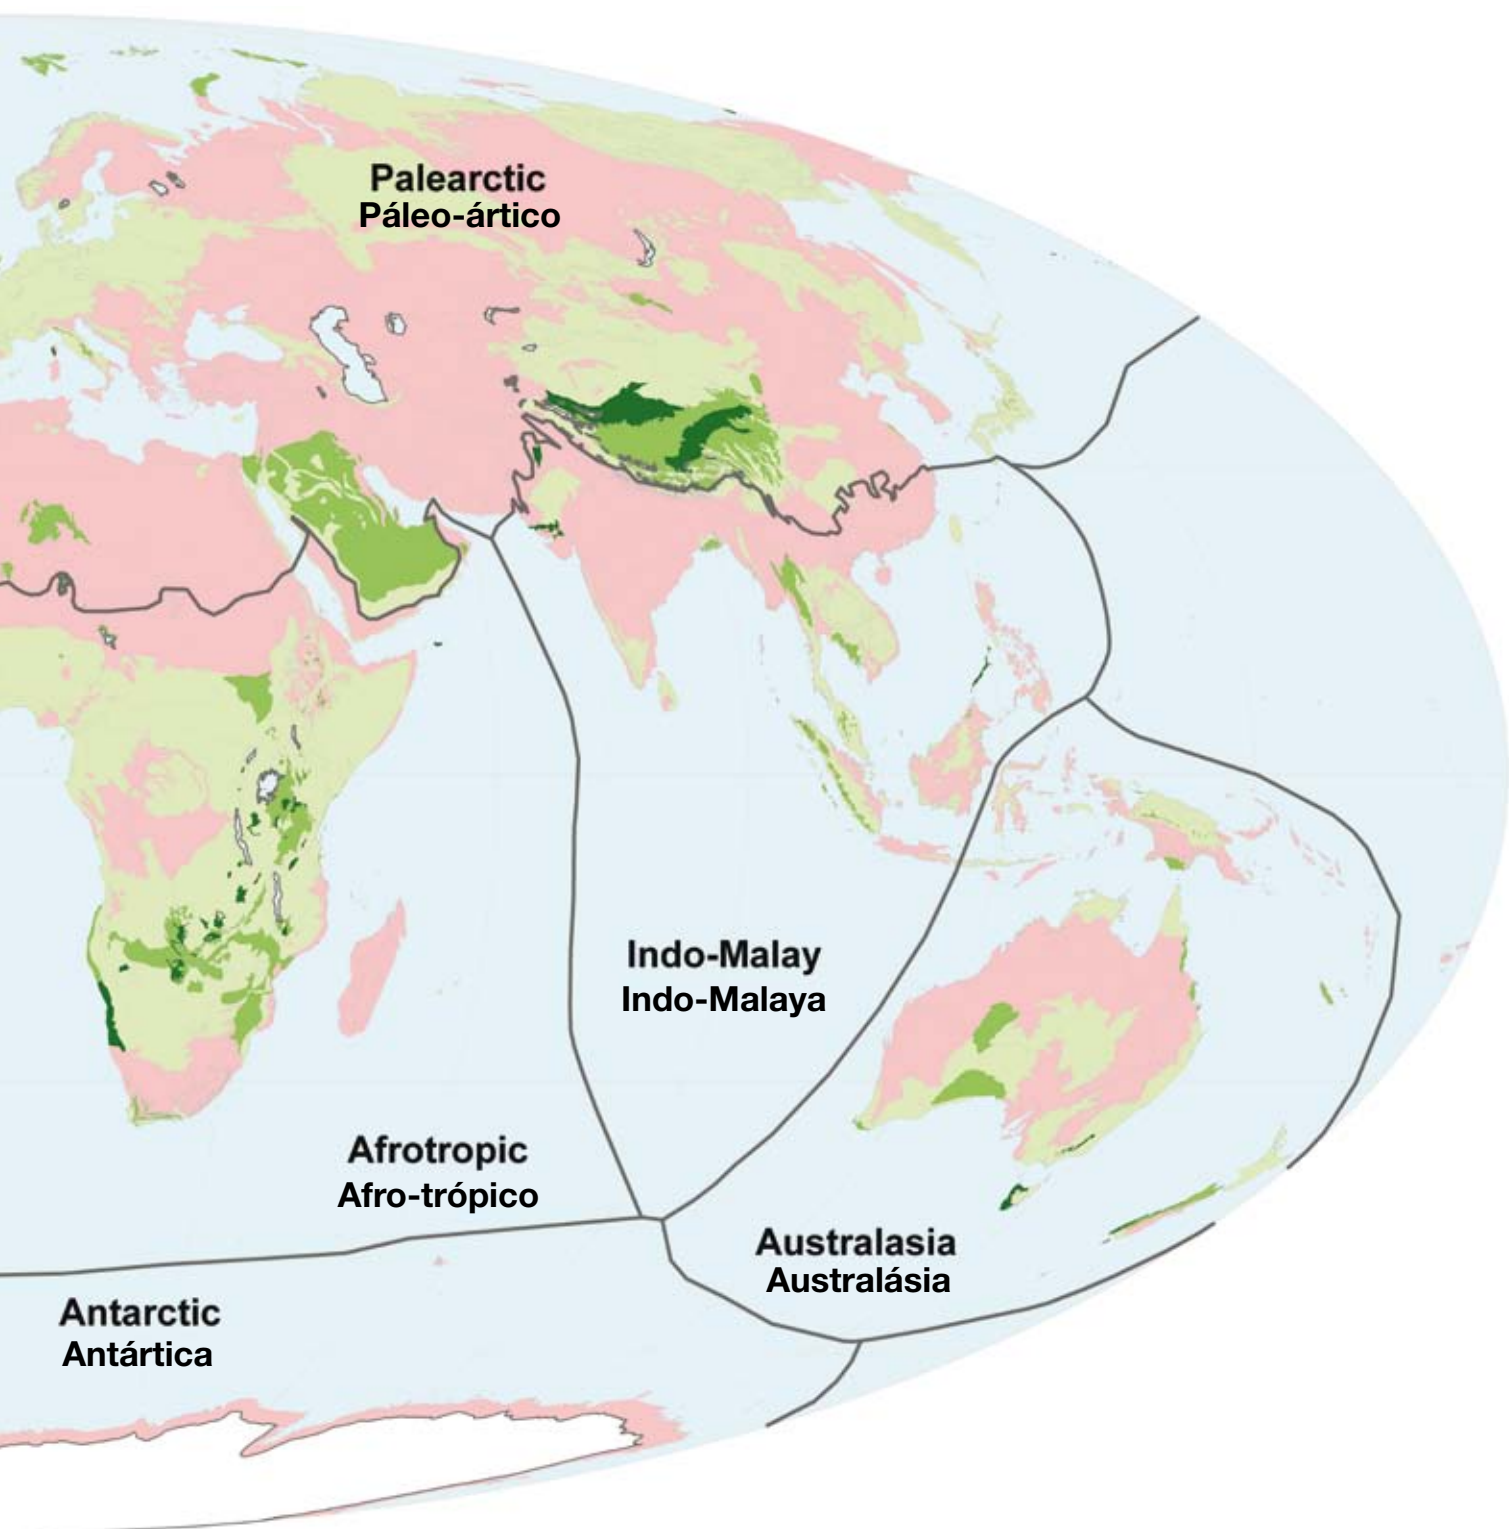 Palearctic
Páleo-ártico
Indo-Malay
Indo-Malaya
Afrotropic
Afro-trópico
Australasia
Australásia
Antarctic
Antártica